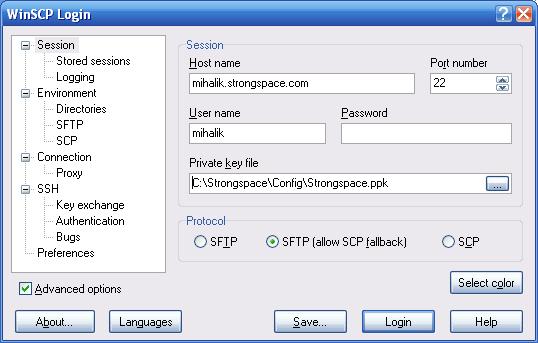 WinSCP Login
Session
Stored sessions
Logging
Environment
Directories
SFTP
SCP
Connection
Proxy
SSH
Key exchange
Authentication
Bugs
Preferences
Advanced options
Session
Host name
Port number
mihalik.strongspace.com
22
User name
Password
mihalik
Private key file
C:\Strongspace\Config\Strongspace.ppk
...
Protocol
SFTP
SFTP (allow SCP fallback)
SCP
Select color
About...
Languages
Save...
Login
Help